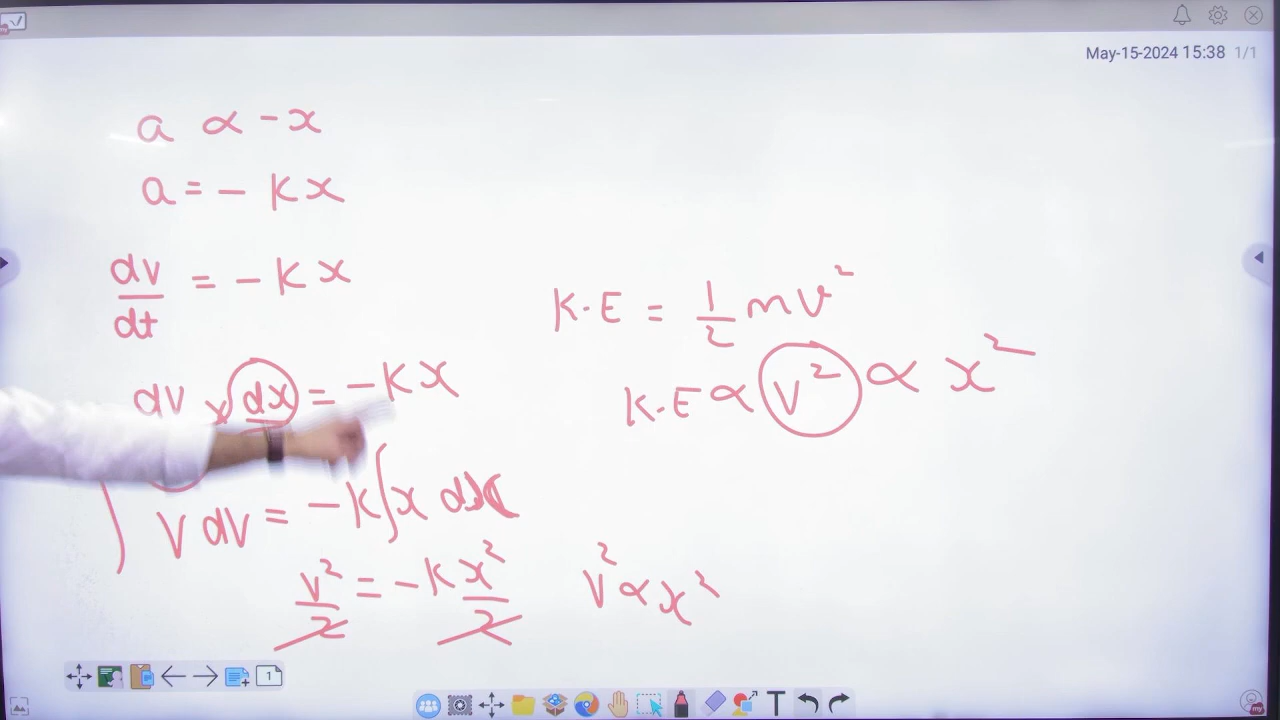 May-15-2024 15:38 1/1
a ∝ -x
a = - Kx
dv/dt = - Kx
dv × dx = -Kx
∫ v dv = -K∫x dx
v²/2 = -K x²/2
K.E = 1/2 mv²
K.E ∝ v² ∝ x²
v² ∝ x²
1
T